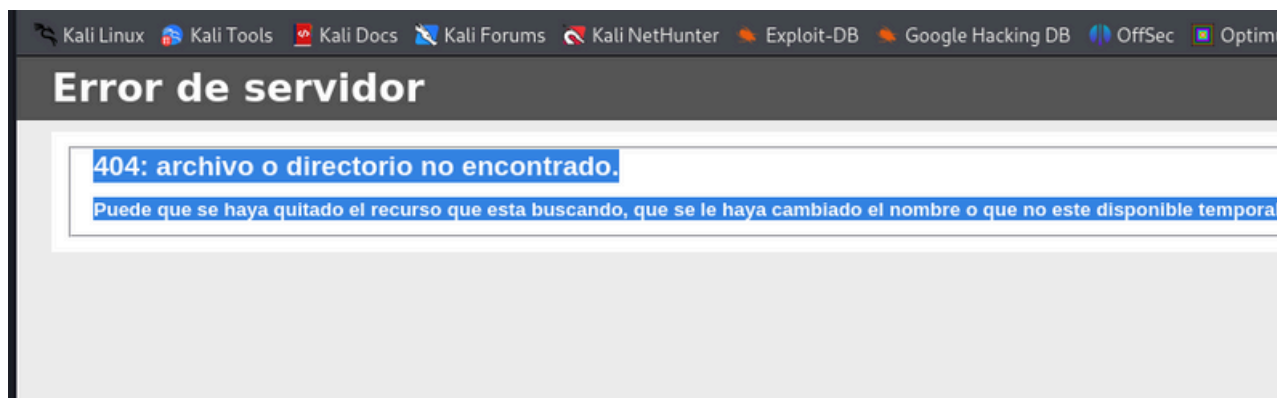 Kali Linux Kali Tools Kali Docs Kali Forums Kali NetHunter Exploit-DB Google Hacking DB OffSec
Error de servidor
404: archivo o directorio no encontrado.
Puede que se haya quitado el recurso que esta buscando, que se le haya cambiado el nombre o que no este disponible